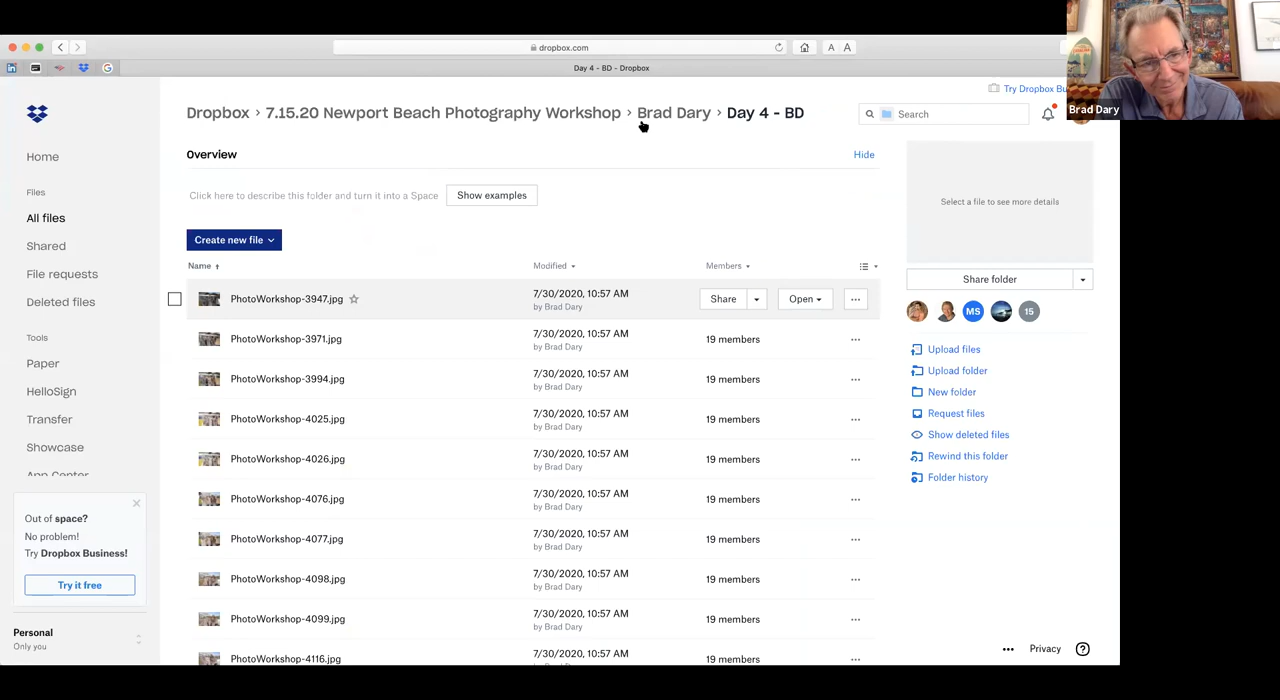 dropbox.com
A A
Day 4 - BD - Dropbox
Brad Dary
Try Dropbox Bu
Dropbox › 7.15.20 Newport Beach Photography Workshop › Brad Dary › Day 4 - BD
Search
Home
Files
All files
Shared
File requests
Deleted files
Tools
Paper
HelloSign
Transfer
Showcase
App Center
Out of space?
No problem!
Try Dropbox Business!
Try it free
Personal
Only you
Overview
Hide
Click here to describe this folder and turn it into a Space
Show examples
Create new file
Name
Modified
Members
PhotoWorkshop-3947.jpg
7/30/2020, 10:57 AM
by Brad Dary
Share
Open
PhotoWorkshop-3971.jpg
7/30/2020, 10:57 AM
by Brad Dary
19 members
PhotoWorkshop-3994.jpg
7/30/2020, 10:57 AM
by Brad Dary
19 members
PhotoWorkshop-4025.jpg
7/30/2020, 10:57 AM
by Brad Dary
19 members
PhotoWorkshop-4026.jpg
7/30/2020, 10:57 AM
by Brad Dary
19 members
PhotoWorkshop-4076.jpg
7/30/2020, 10:57 AM
by Brad Dary
19 members
PhotoWorkshop-4077.jpg
7/30/2020, 10:57 AM
by Brad Dary
19 members
PhotoWorkshop-4098.jpg
7/30/2020, 10:57 AM
by Brad Dary
19 members
PhotoWorkshop-4099.jpg
7/30/2020, 10:57 AM
by Brad Dary
19 members
PhotoWorkshop-4116.jpg
7/30/2020, 10:57 AM
19 members
Select a file to see more details
Share folder
MS
15
Upload files
Upload folder
New folder
Request files
Show deleted files
Rewind this folder
Folder history
Privacy